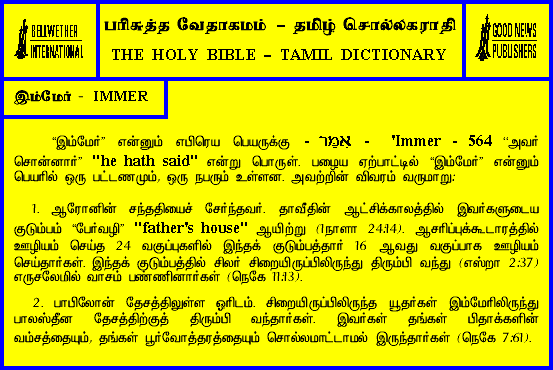 BELLWETHER
INTERNATIONAL
பரிசுத்த வேதாகமம் – தமிழ் சொல்லகராதி
THE HOLY BIBLE – TAMIL DICTIONARY
GOOD NEWS
PUBLISHERS
இம்மேர் - IMMER
“இம்மேர்” என்னும் எபிரெய பெயருக்கு - אִמֵּר - 'Immer - 564 “அவர்
சொன்னார்” "he hath said" என்று பொருள். பழைய ஏற்பாட்டில் “இம்மேர்” என்னும்
பெயரில் ஒரு பட்டணமும், ஒரு நபரும் உள்ளன. அவற்றின் விவரம் வருமாறு:
1. ஆரோனின் சந்ததியைச் சேர்ந்தவர். தாவீதின் ஆட்சிக்காலத்தில் இவர்களுடைய
குடும்பம் “பேர்வழி” "father's house" ஆயிற்று (1நாளா 24:14). ஆசரிப்புக்கூடாரத்தில்
ஊழியம் செய்த 24 வகுப்புகளில் இந்தக் குடும்பத்தார் 16 ஆவது வகுப்பாக ஊழியம்
செய்தார்கள். இந்தக் குடும்பத்தில் சிலர் சிறையிருப்பிலிருந்து திரும்பி வந்து (எஸ்றா 2:37)
எருசலேமில் வாசம் பண்ணினார்கள் (நெகே 11:13).
2. பாபிலோன் தேசத்திலுள்ள ஓரிடம். சிறையிருப்பிலிருந்த யூதர்கள் இம்மேரிலிருந்து
பாலஸ்தீன தேசத்திற்குத் திரும்பி வந்தார்கள். இவர்கள் தங்கள் பிதாக்களின்
வம்சத்தையும், தங்கள் பூர்வோத்தரத்தையும் சொல்லமாட்டாமல் இருந்தார்கள் (நெகே 7:61).